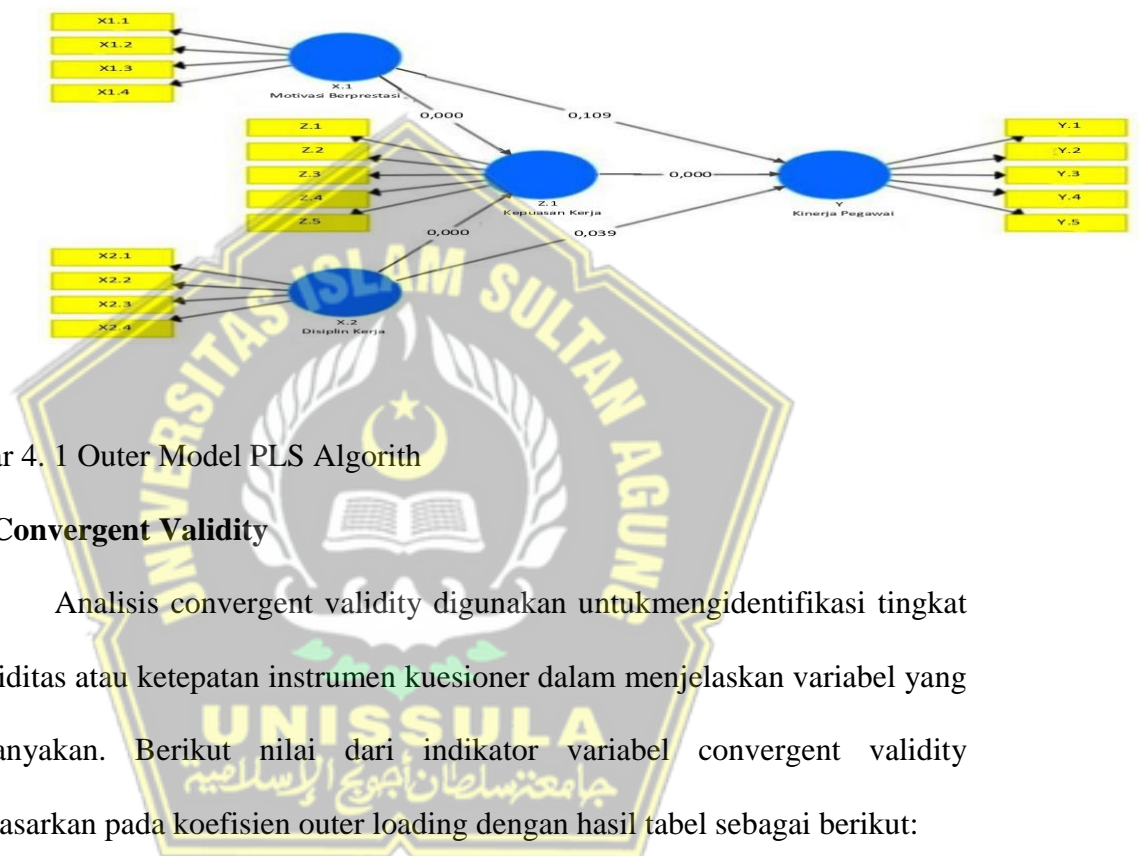 X1.1
X1.2
X1.3
X1.4
X.1
Motivasi Berprestasi
0,000
0,109
Z.1
Z.2
Z.3
Z.4
Z.5
Z.1
Kepuasan Kerja
0,000
Y
Kinerja Pegawai
Y.1
Y.2
Y.3
Y.4
Y.5
0,000
0,039
X2.1
X2.2
X2.3
X2.4
X.2
Disiplin Kerja
UNIVERSITAS ISLAM SULTAN AGUNG
ar 4. 1 Outer Model PLS Algorith
Convergent Validity
Analisis convergent validity digunakan untukmengidentifikasi tingkat
iditas atau ketepatan instrumen kuesioner dalam menjelaskan variabel yang
anyakan. Berikut nilai dari indikator variabel convergent validity
asarkan pada koefisien outer loading dengan hasil tabel sebagai berikut:
UNISSULA
جامعة سلطان أجونج الإسلامية